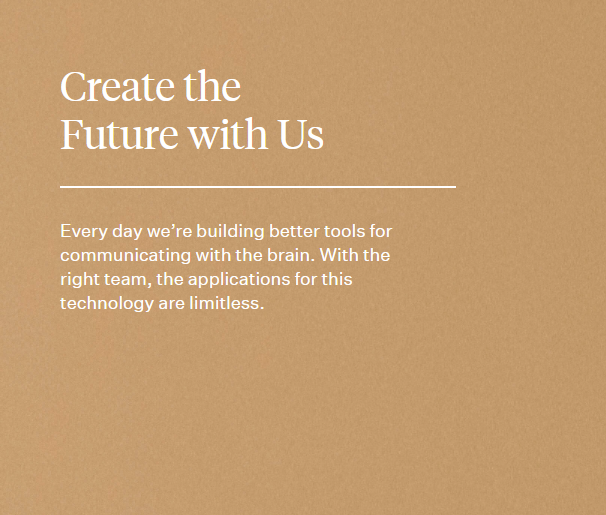 Create the
Future with Us
Every day we’re building better tools for
communicating with the brain. With the
right team, the applications for this
technology are limitless.